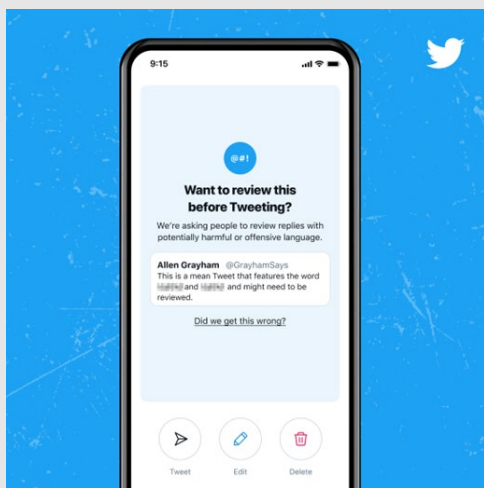 9:15
@#!
Want to review this
before Tweeting?
We're asking people to review replies with
potentially harmful or offensive language.
Allen Grayham @GrayhamSays
This is a mean Tweet that features the word
and and might need to be
reviewed.
Did we get this wrong?
Tweet Edit Delete